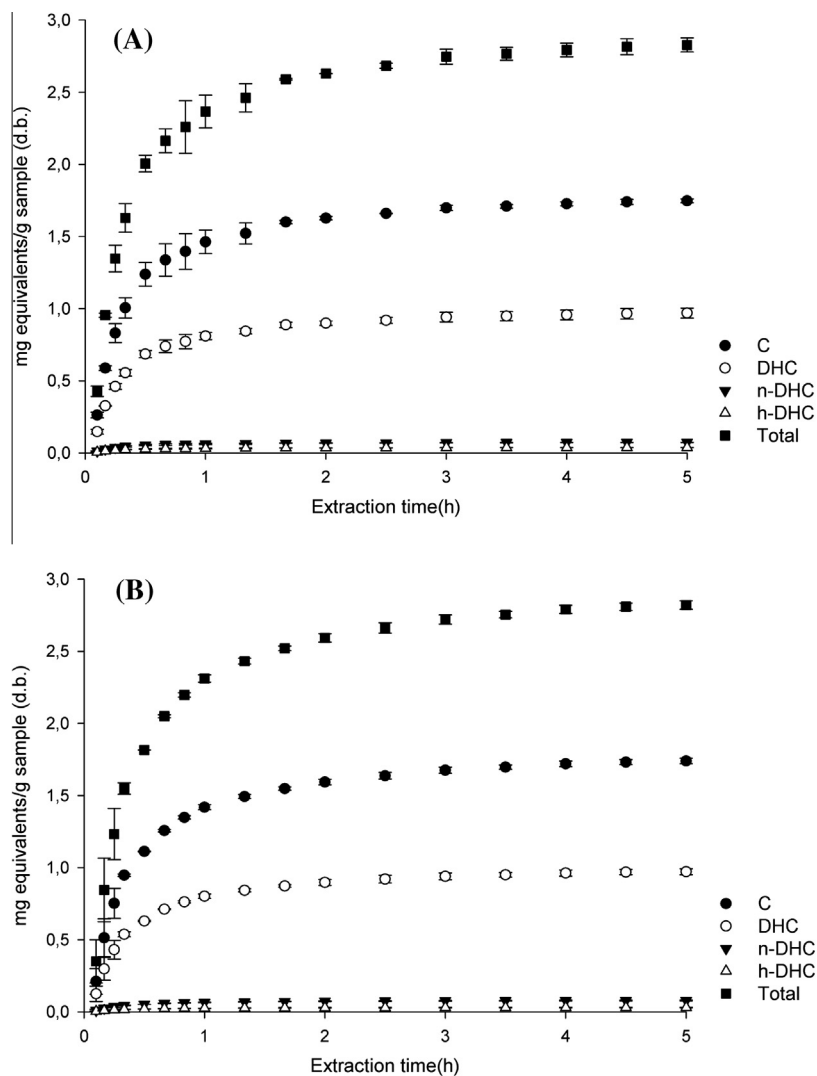 (A)
3,0
2,5
2,0
1,5
1,0
0,5
0,0
mg equivalents/g sample (d.b.)
0 1 2 3 4 5
Extraction time(h)
C
DHC
n-DHC
h-DHC
Total
(B)
3,0
2,5
2,0
1,5
1,0
0,5
0,0
mg equivalents/g sample (d.b.)
0 1 2 3 4 5
Extraction time(h)
C
DHC
n-DHC
h-DHC
Total